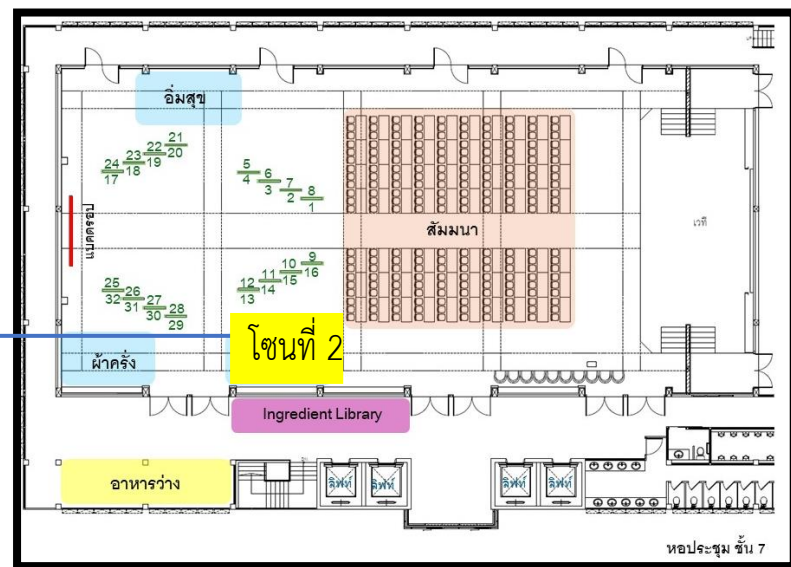 อิ่มสุข
21
22 20
23 19
24 18
17
5
4 6
3 7
2 8
1
แบคดรอป
สัมมนา
เวที
9
10 16
11 15
12 14
13
25
32 26
31 27
30 28
29
โซนที่ 2
ผ้าครั่ง
Ingredient Library
อาหารว่าง
ลิฟท์ ลิฟท์ ลิฟท์ ลิฟท์
หอประชุม ชั้น 7